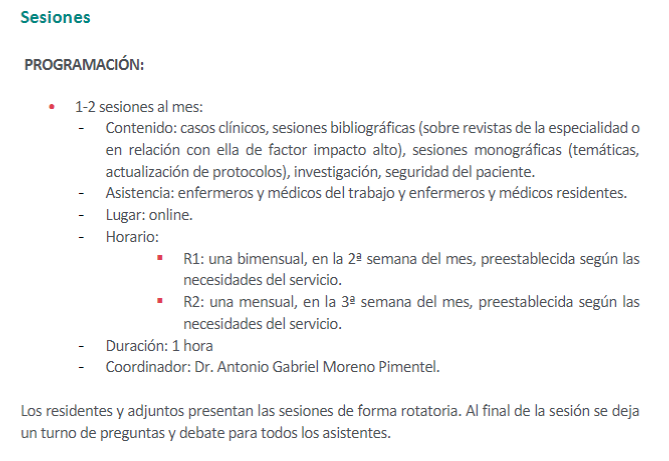 Sesiones
PROGRAMACIÓN:
• 1-2 sesiones al mes:
- Contenido: casos clínicos, sesiones bibliográficas (sobre revistas de la especialidad o
en relación con ella de factor impacto alto), sesiones monográficas (temáticas,
actualización de protocolos), investigación, seguridad del paciente.
- Asistencia: enfermeros y médicos del trabajo y enfermeros y médicos residentes.
- Lugar: online.
- Horario:
▪ R1: una bimensual, en la 2ª semana del mes, preestablecida según las
necesidades del servicio.
▪ R2: una mensual, en la 3ª semana del mes, preestablecida según las
necesidades del servicio.
- Duración: 1 hora
- Coordinador: Dr. Antonio Gabriel Moreno Pimentel.
Los residentes y adjuntos presentan las sesiones de forma rotatoria. Al final de la sesión se deja
un turno de preguntas y debate para todos los asistentes.